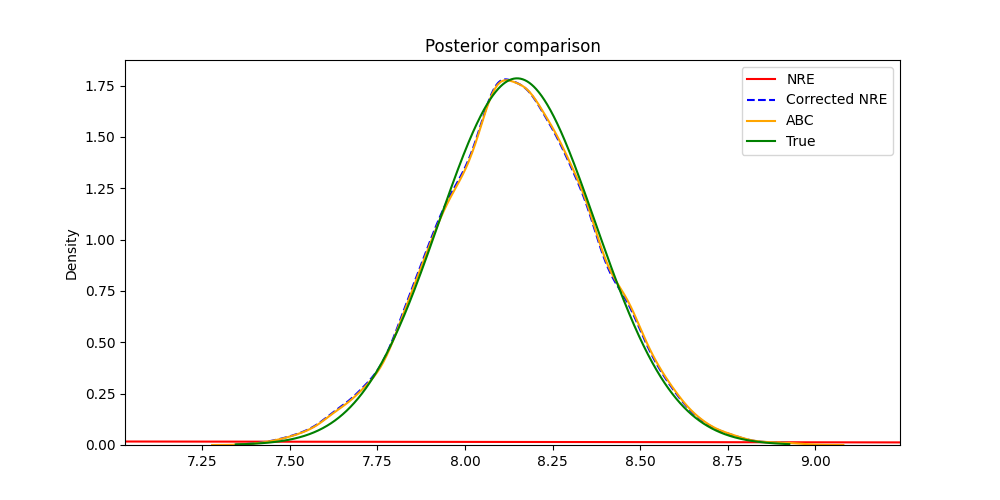 Posterior comparison
NRE
Corrected NRE
ABC
True
Density
1.75
1.50
1.25
1.00
0.75
0.50
0.25
0.00
7.25 7.50 7.75 8.00 8.25 8.50 8.75 9.00